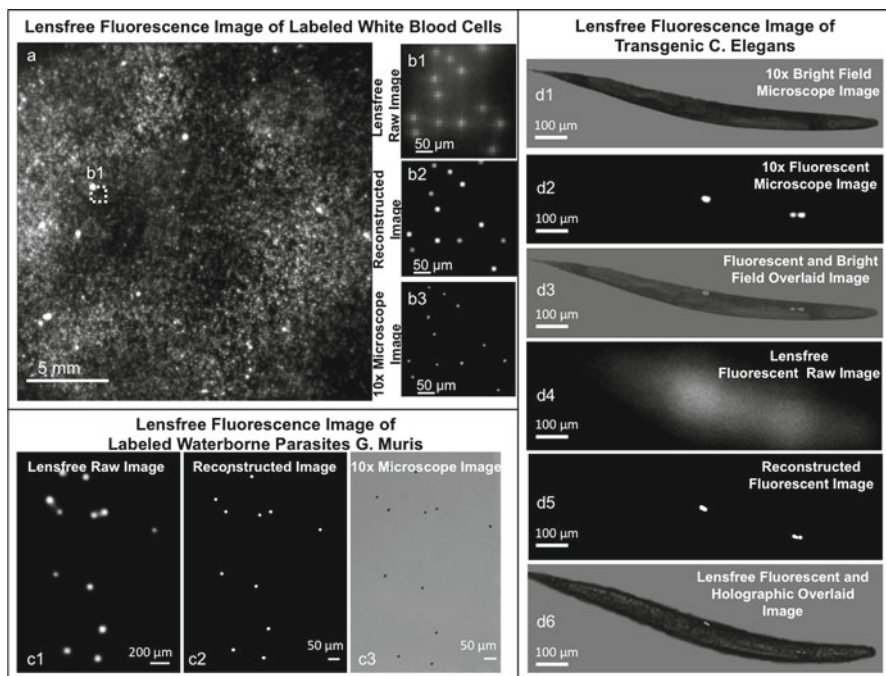 Lensfree Fluorescence Image of Labeled White Blood Cells
a
b1
5 mm
Lensfree
Raw Image
b1
50 µm
Reconstructed
Image
b2
50 µm
10x Microscope
Image
b3
50 µm
Lensfree Fluorescence Image of
Labeled Waterborne Parasites G. Muris
Lensfree Raw Image
c1
200 µm
Reconstructed Image
c2
50 µm
10x Microscope Image
c3
50 µm
Lensfree Fluorescence Image of
Transgenic C. Elegans
10x Bright Field
Microscope Image
d1
100 µm
10x Fluorescent
Microscope Image
d2
100 µm
Fluorescent and Bright
Field Overlaid Image
d3
100 µm
Lensfree
Fluorescent Raw Image
d4
100 µm
Reconstructed
Fluorescent Image
d5
100 µm
Lensfree Fluorescent and
Holographic Overlaid
Image
d6
100 µm